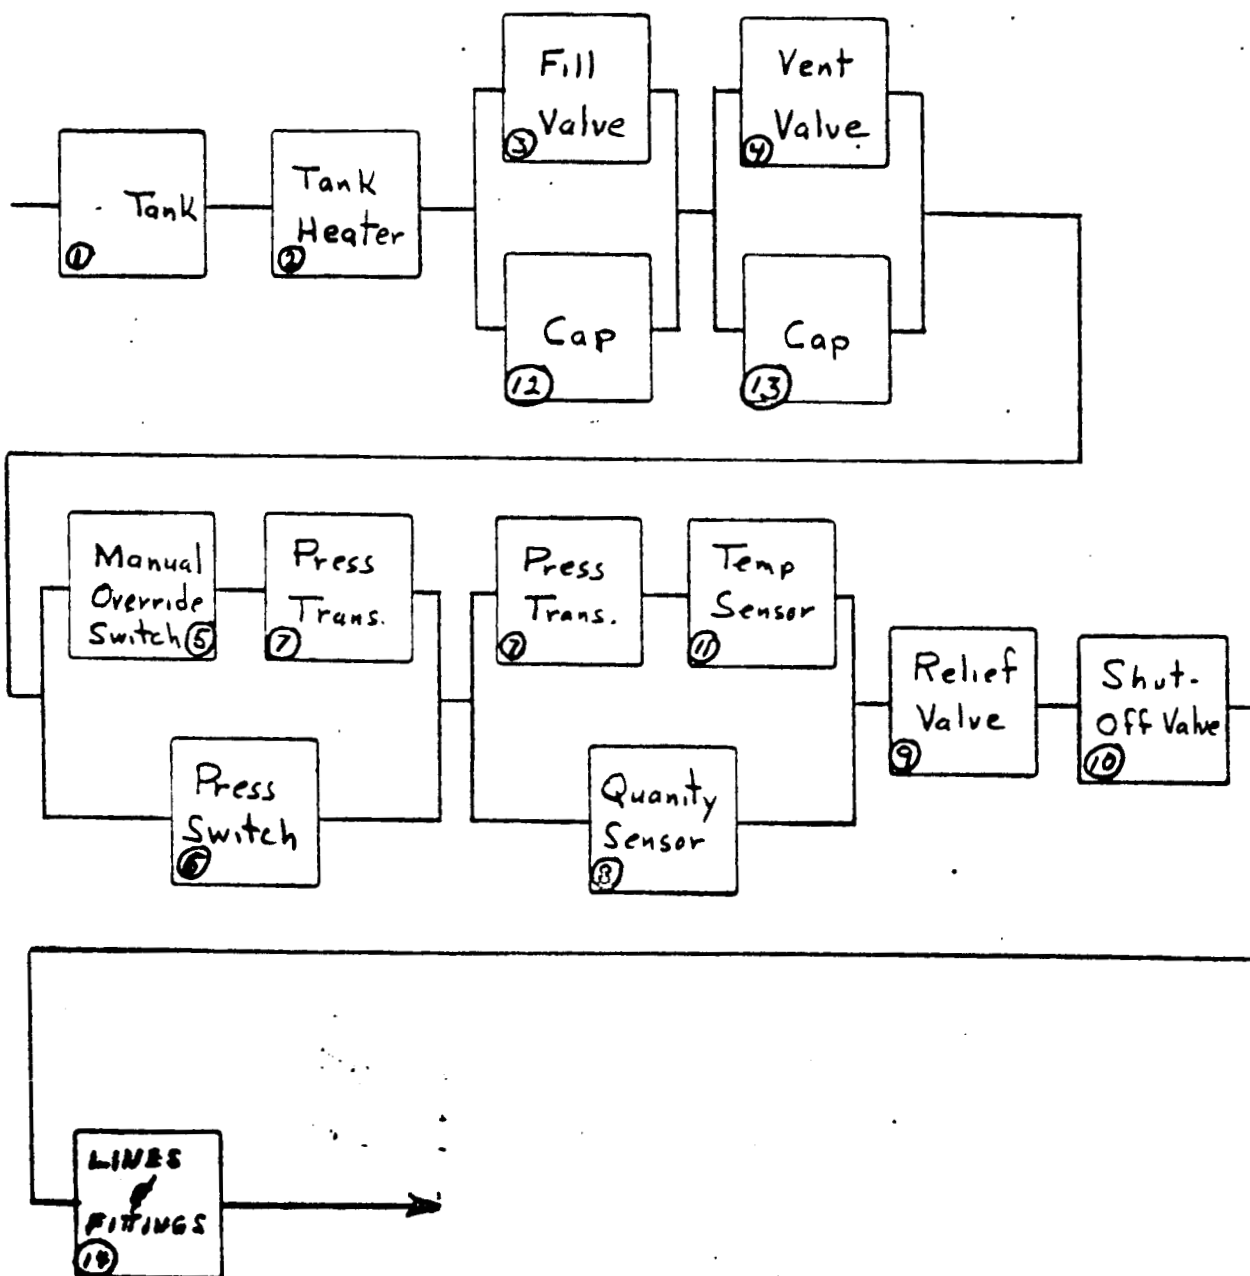 Fill
Valve
3
Vent
Valve
4
Tank
1
Tank
Heater
2
Cap
12
Cap
13
Manual
Override
Switch 5
Press
Trans.
7
Press
Trans.
7
Temp
Sensor
11
Relief
Valve
9
Shut-
Off Valve
10
Press
Switch
6
Quanity
Sensor
8
LINES
&
FITTINGS
14